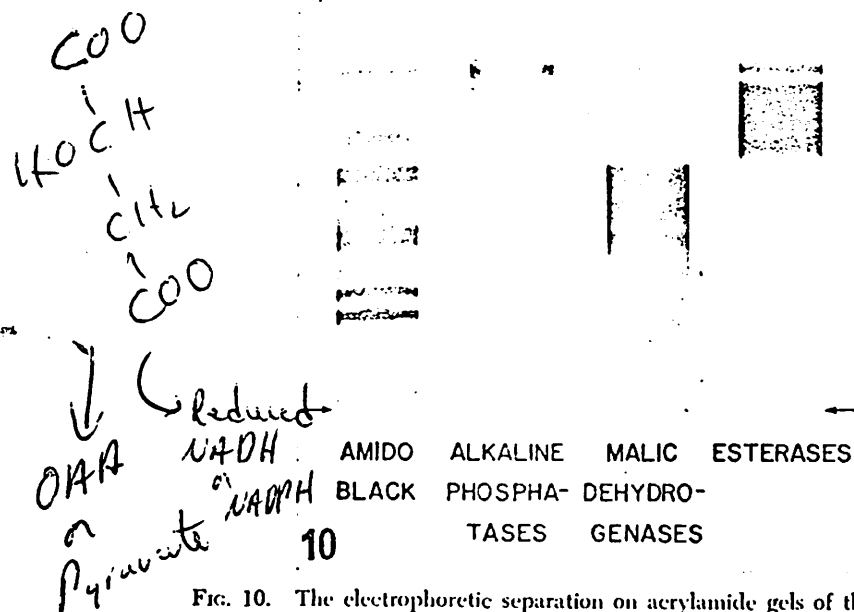 COO
HOCH
CH2
COO
OAA
or
Pyruvate
Reduced
NADH
or
NADPH
AMIDO BLACK
ALKALINE PHOSPHA-TASES
MALIC DEHYDRO-GENASES
ESTERASES
10
FIG. 10. The electrophoretic separation on acrylamide gels of th